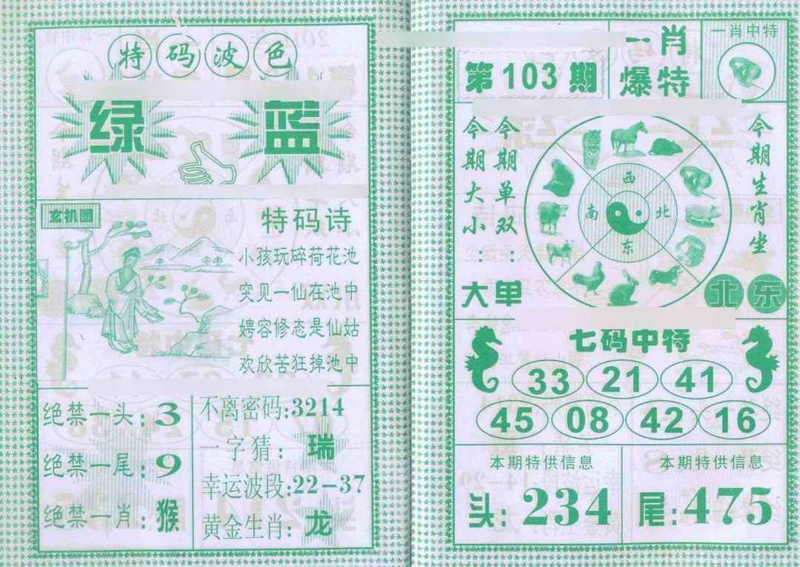 特码波色
绿 蓝
玄机图
特码诗
小孩玩碎荷花池
突见一仙在池中
娉容修态是仙姑
欢欣苦狂掉池中
绝禁一头:3
绝禁一尾:9
绝禁一肖:猴
不离密码:3214
一字猜:瑞
幸运波段:22-37
黄金生肖:龙
第103期
一肖
爆特
一肖中特
今期大小:
大
今期单双:
单
西
南 北
东
今期生肖坐
北 东
七码中特
33 21 41
45 08 42 16
本期特供信息
头:234
本期特供信息
尾:475